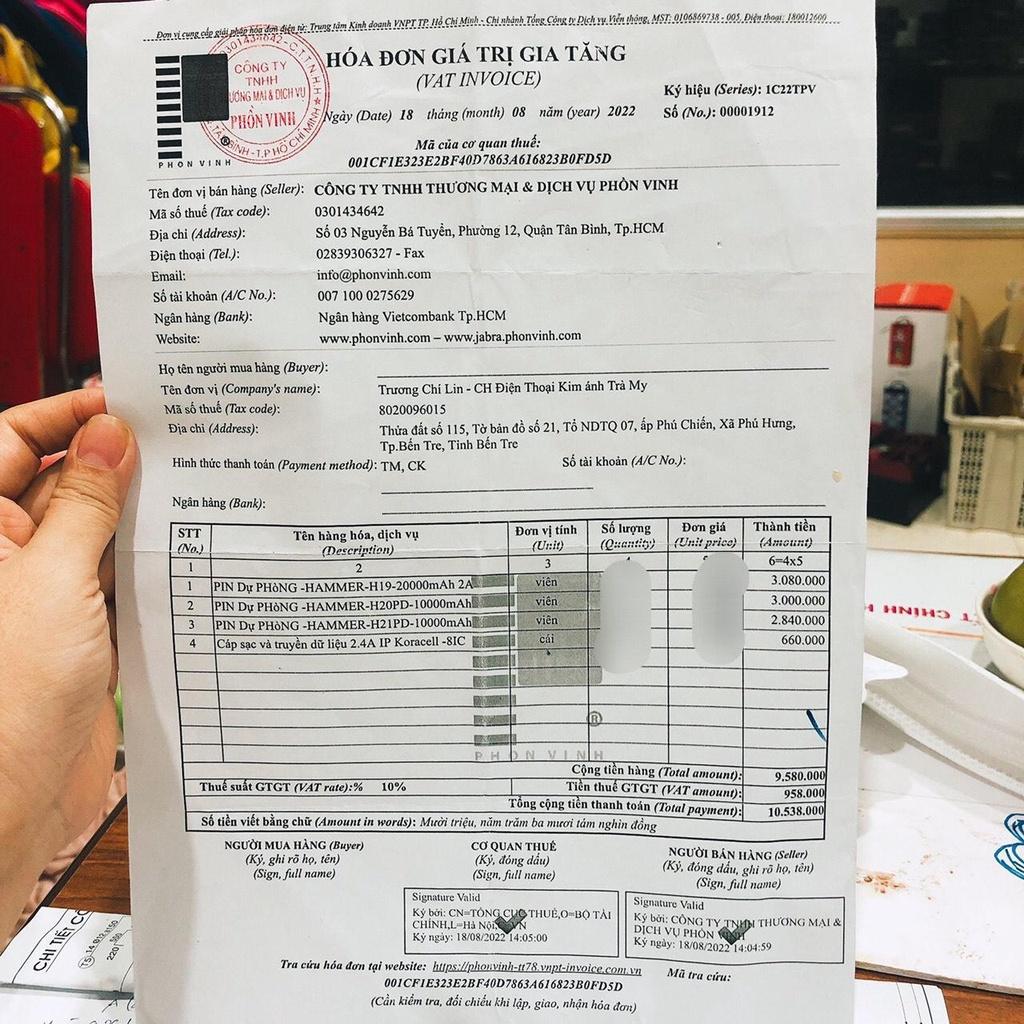 Đơn vị cung cấp giải pháp hóa đơn điện tử: Trung tâm Kinh doanh VNPT TP. Hồ Chí Minh - Chi nhánh Tổng Công ty Dịch vụ Viễn thông, MST: 0106869738 - 005, Điện thoại: 18001260
0301434642-C.T.T.N.H.H
CÔNG TY
TNHH
THƯƠNG MẠI & DỊCH VỤ
PHỒN VINH
BÌNH - T.P HỒ CHÍ MINH
PHON VINH
HÓA ĐƠN GIÁ TRỊ GIA TĂNG
(VAT INVOICE)
Ký hiệu (Series): 1C22TPV
Ngày (Date) 18 tháng (month) 08 năm (year) 2022
Số (No.): 00001912
Mã của cơ quan thuế:
001CF1E323E2BF40D7863A616823B0FD5D
Tên đơn vị bán hàng (Seller): CÔNG TY TNHH THƯƠNG MẠI & DỊCH VỤ PHỒN VINH
Mã số thuế (Tax code): 0301434642
Địa chỉ (Address): Số 03 Nguyễn Bá Tuyển, Phường 12, Quận Tân Bình, Tp.HCM
Điện thoại (Tel.): 02839306327 - Fax
Email: info@phonvinh.com
Số tài khoản (A/C No.): 007 100 0275629
Ngân hàng (Bank): Ngân hàng Vietcombank Tp.HCM
Website: www.phonvinh.com – www.jabra.phonvinh.com
Họ tên người mua hàng (Buyer):
Tên đơn vị (Company's name): Trương Chí Lin - CH Điện Thoại Kim ánh Trà My
Mã số thuế (Tax code): 8020096015
Địa chỉ (Address): Thửa đất số 115, Tờ bản đồ số 21, Tổ NDTQ 07, ấp Phú Chiến, Xã Phú Hưng,
Tp.Bến Tre, Tỉnh Bến Tre
Hình thức thanh toán (Payment method): TM, CK Số tài khoản (A/C No.):
Ngân hàng (Bank):
STT Tên hàng hóa, dịch vụ Đơn vị tính Số lượng Đơn giá Thành tiền
(No.) (Description) (Unit) (Quantity) (Unit price) (Amount)
1 2 3 6=4x5
1 PIN Dự PHòNG -HAMMER-H19-20000mAh 2A viên 3.080.000
2 PIN Dự PHòNG -HAMMER-H20PD-10000mAh viên 3.000.000
3 PIN Dự PHòNG -HAMMER-H21PD-10000mAh viên 2.840.000
4 Cáp sạc và truyền dữ liệu 2.4A IP Koracell -8IC cái 660.000
®
PHON VINH
Cộng tiền hàng (Total amount): 9.580.000
Thuế suất GTGT (VAT rate):% 10% Tiền thuế GTGT (VAT amount): 958.000
Tổng cộng tiền thanh toán (Total payment): 10.538.000
Số tiền viết bằng chữ (Amount in words): Mười triệu, năm trăm ba mươi tám nghìn đồng
NGƯỜI MUA HÀNG (Buyer) CƠ QUAN THUẾ NGƯỜI BÁN HÀNG (Seller)
(Ký, ghi rõ họ, tên) (Ký, đóng dấu) (Ký, đóng dấu, ghi rõ họ, tên)
(Sign, full name) (Sign, full name) (Sign, full name)
Signature Valid
Ký bởi: CN=TỔNG CỤC THUẾ,O=BỘ TÀI
CHÍNH,L=Hà Nội,C=VN
Ký ngày: 18/08/2022 14:05:00
Signature Valid
Ký bởi: CÔNG TY TNHH THƯƠNG MẠI &
DỊCH VỤ PHỒN VINH
Ký ngày: 18/08/2022 14:04:59
Tra cứu hóa đơn tại website: https://phonvinh-tt78.vnpt-invoice.com.vn Mã tra cứu:
001CF1E323E2BF40D7863A616823B0FD5D
(Cần kiểm tra, đối chiếu khi lập, giao, nhận hóa đơn)
CHI TIẾT